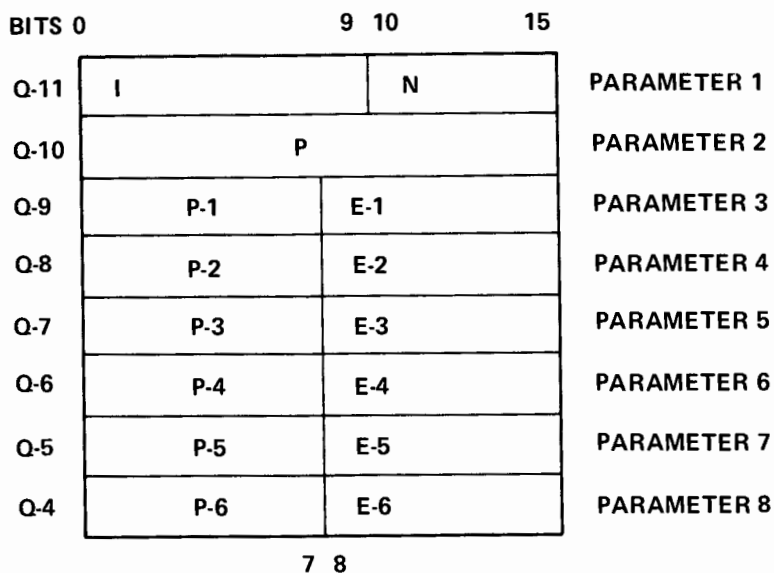 BITS 0 9 10 15
Q-11 I N PARAMETER 1
Q-10 P PARAMETER 2
Q-9 P-1 E-1 PARAMETER 3
Q-8 P-2 E-2 PARAMETER 4
Q-7 P-3 E-3 PARAMETER 5
Q-6 P-4 E-4 PARAMETER 6
Q-5 P-5 E-5 PARAMETER 7
Q-4 P-6 E-6 PARAMETER 8
7 8